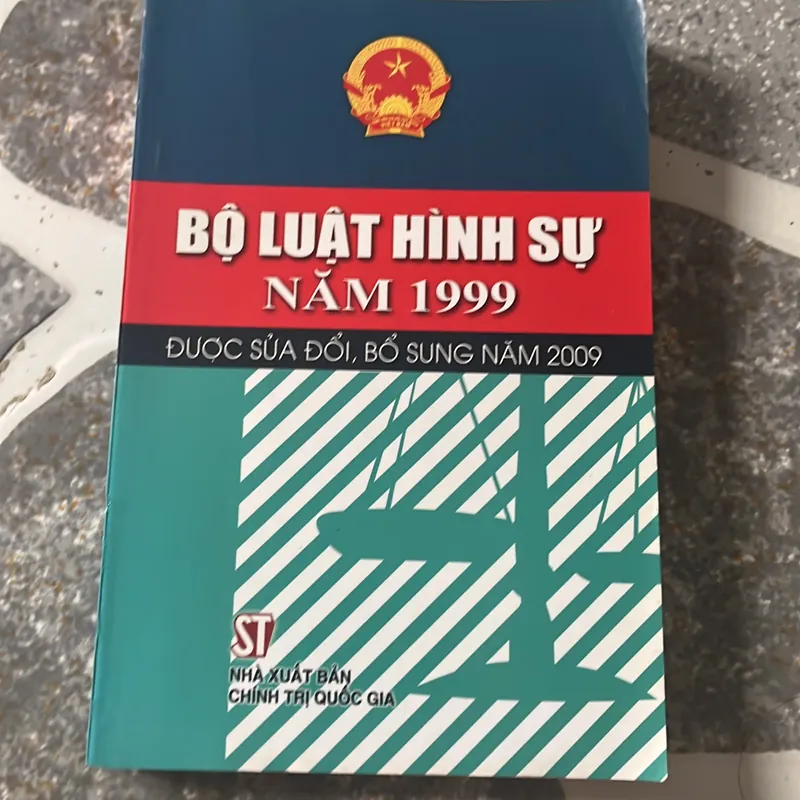 BỘ LUẬT HÌNH SỰ
NĂM 1999
ĐƯỢC SỬA ĐỔI, BỔ SUNG NĂM 2009
ST
NHÀ XUẤT BẢN
CHÍNH TRỊ QUỐC GIA